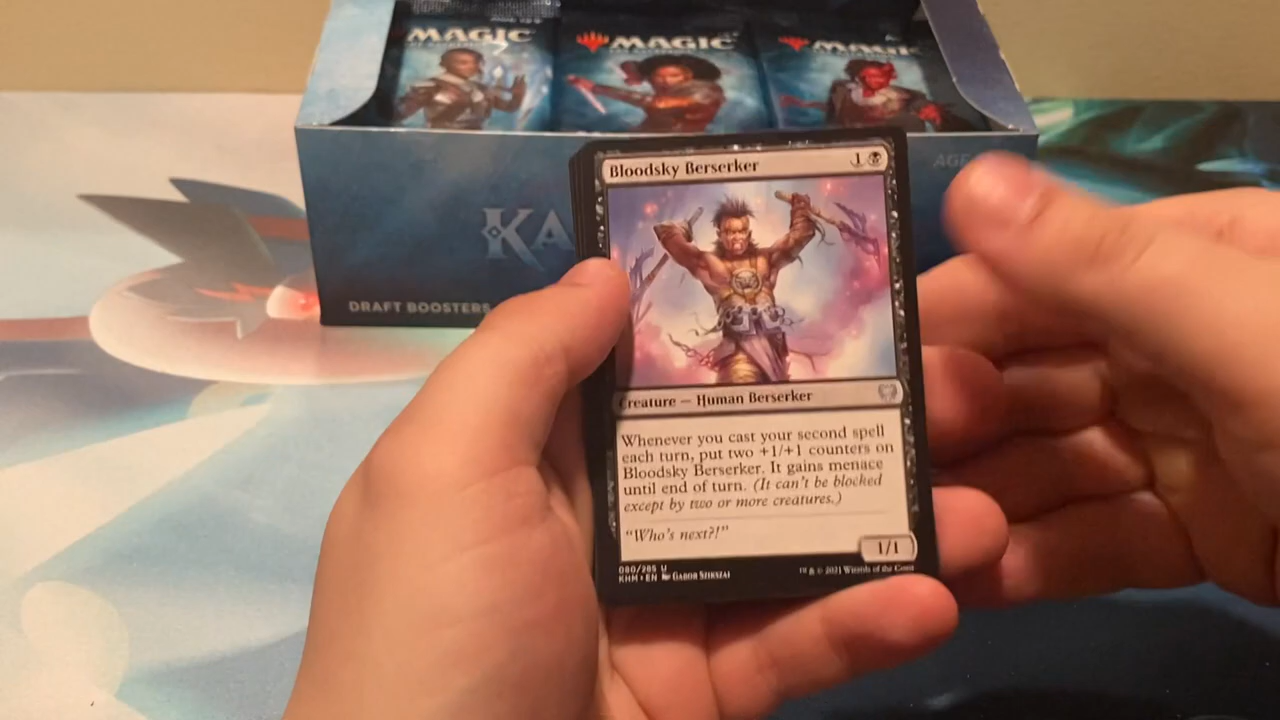 MAGIC
MAGIC
MAGIC
KA
DRAFT BOOSTERS
Bloodsky Berserker
1
Creature — Human Berserker
Whenever you cast your second spell
each turn, put two +1/+1 counters on
Bloodsky Berserker. It gains menace
until end of turn. (It can't be blocked
except by two or more creatures.)
"Who's next?!"
1/1
080/285 U
KHM • EN Gabor Szikszai
™ & © 2021 Wizards of the Coast